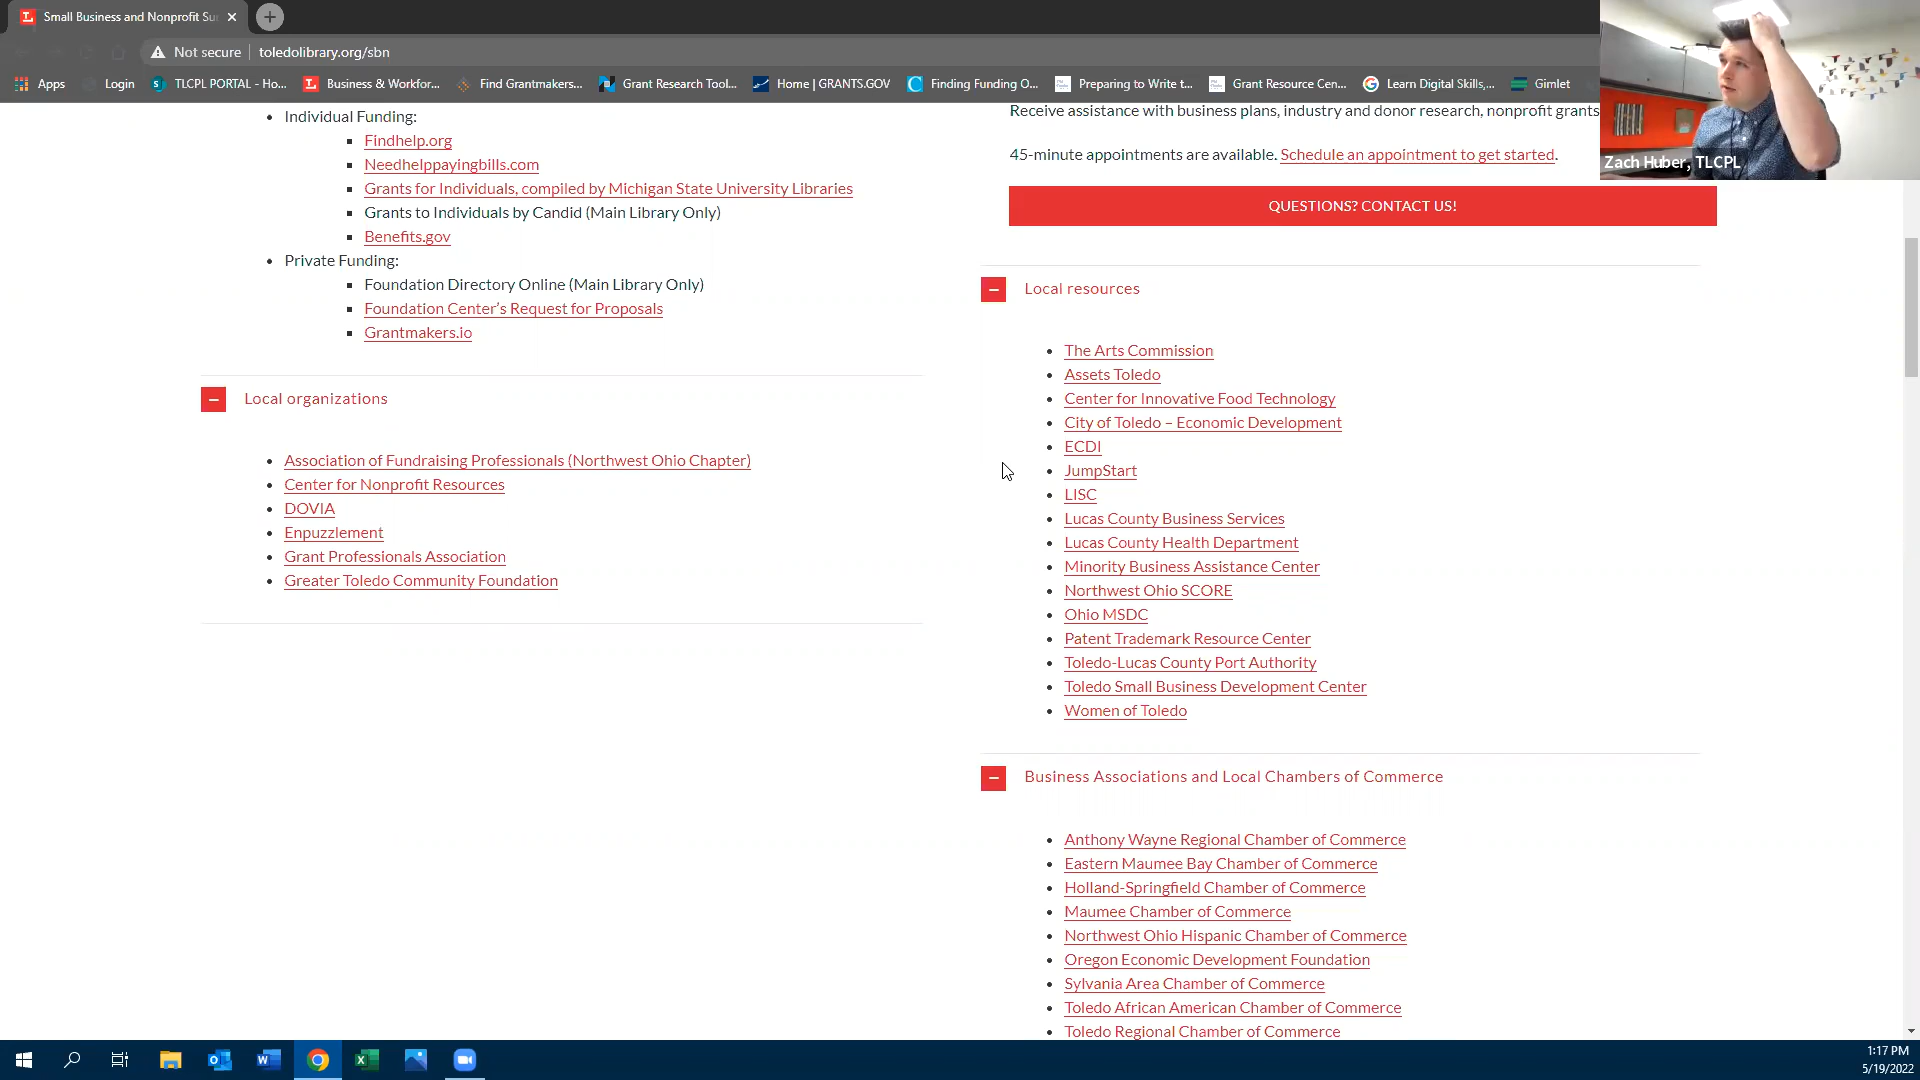 Small Business and Nonprofit Su
Not secure
toledolibrary.org/sbn
Apps
Login
TLCPL PORTAL - Ho...
Business & Workfor...
Find Grantmakers...
Grant Research Tool...
Home | GRANTS.GOV
Finding Funding O...
Preparing to Write t...
Grant Resource Cen...
Learn Digital Skills,...
Gimlet
Zach Huber, TLCPL
Individual Funding:
Findhelp.org
Needhelppayingbills.com
Grants for Individuals, compiled by Michigan State University Libraries
Grants to Individuals by Candid (Main Library Only)
Benefits.gov
Private Funding:
Foundation Directory Online (Main Library Only)
Foundation Center's Request for Proposals
Grantmakers.io
Local organizations
Association of Fundraising Professionals (Northwest Ohio Chapter)
Center for Nonprofit Resources
DOVIA
Enpuzzlement
Grant Professionals Association
Greater Toledo Community Foundation
Receive assistance with business plans, industry and donor research, nonprofit grants
45-minute appointments are available. Schedule an appointment to get started.
QUESTIONS? CONTACT US!
Local resources
The Arts Commission
Assets Toledo
Center for Innovative Food Technology
City of Toledo – Economic Development
ECDI
JumpStart
LISC
Lucas County Business Services
Lucas County Health Department
Minority Business Assistance Center
Northwest Ohio SCORE
Ohio MSDC
Patent Trademark Resource Center
Toledo-Lucas County Port Authority
Toledo Small Business Development Center
Women of Toledo
Business Associations and Local Chambers of Commerce
Anthony Wayne Regional Chamber of Commerce
Eastern Maumee Bay Chamber of Commerce
Holland-Springfield Chamber of Commerce
Maumee Chamber of Commerce
Northwest Ohio Hispanic Chamber of Commerce
Oregon Economic Development Foundation
Sylvania Area Chamber of Commerce
Toledo African American Chamber of Commerce
Toledo Regional Chamber of Commerce
1:17 PM
5/19/2022